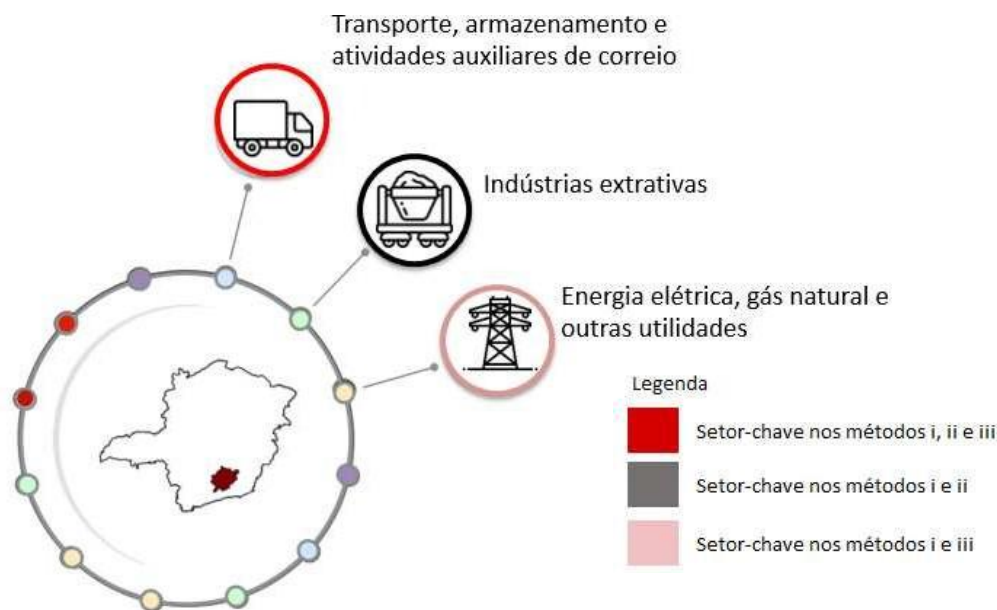 Transporte, armazenamento e
atividades auxiliares de correio
Indústrias extrativas
Energia elétrica, gás natural e
outras utilidades
Legenda
Setor-chave nos métodos i, ii e iii
Setor-chave nos métodos i e ii
Setor-chave nos métodos i e iii